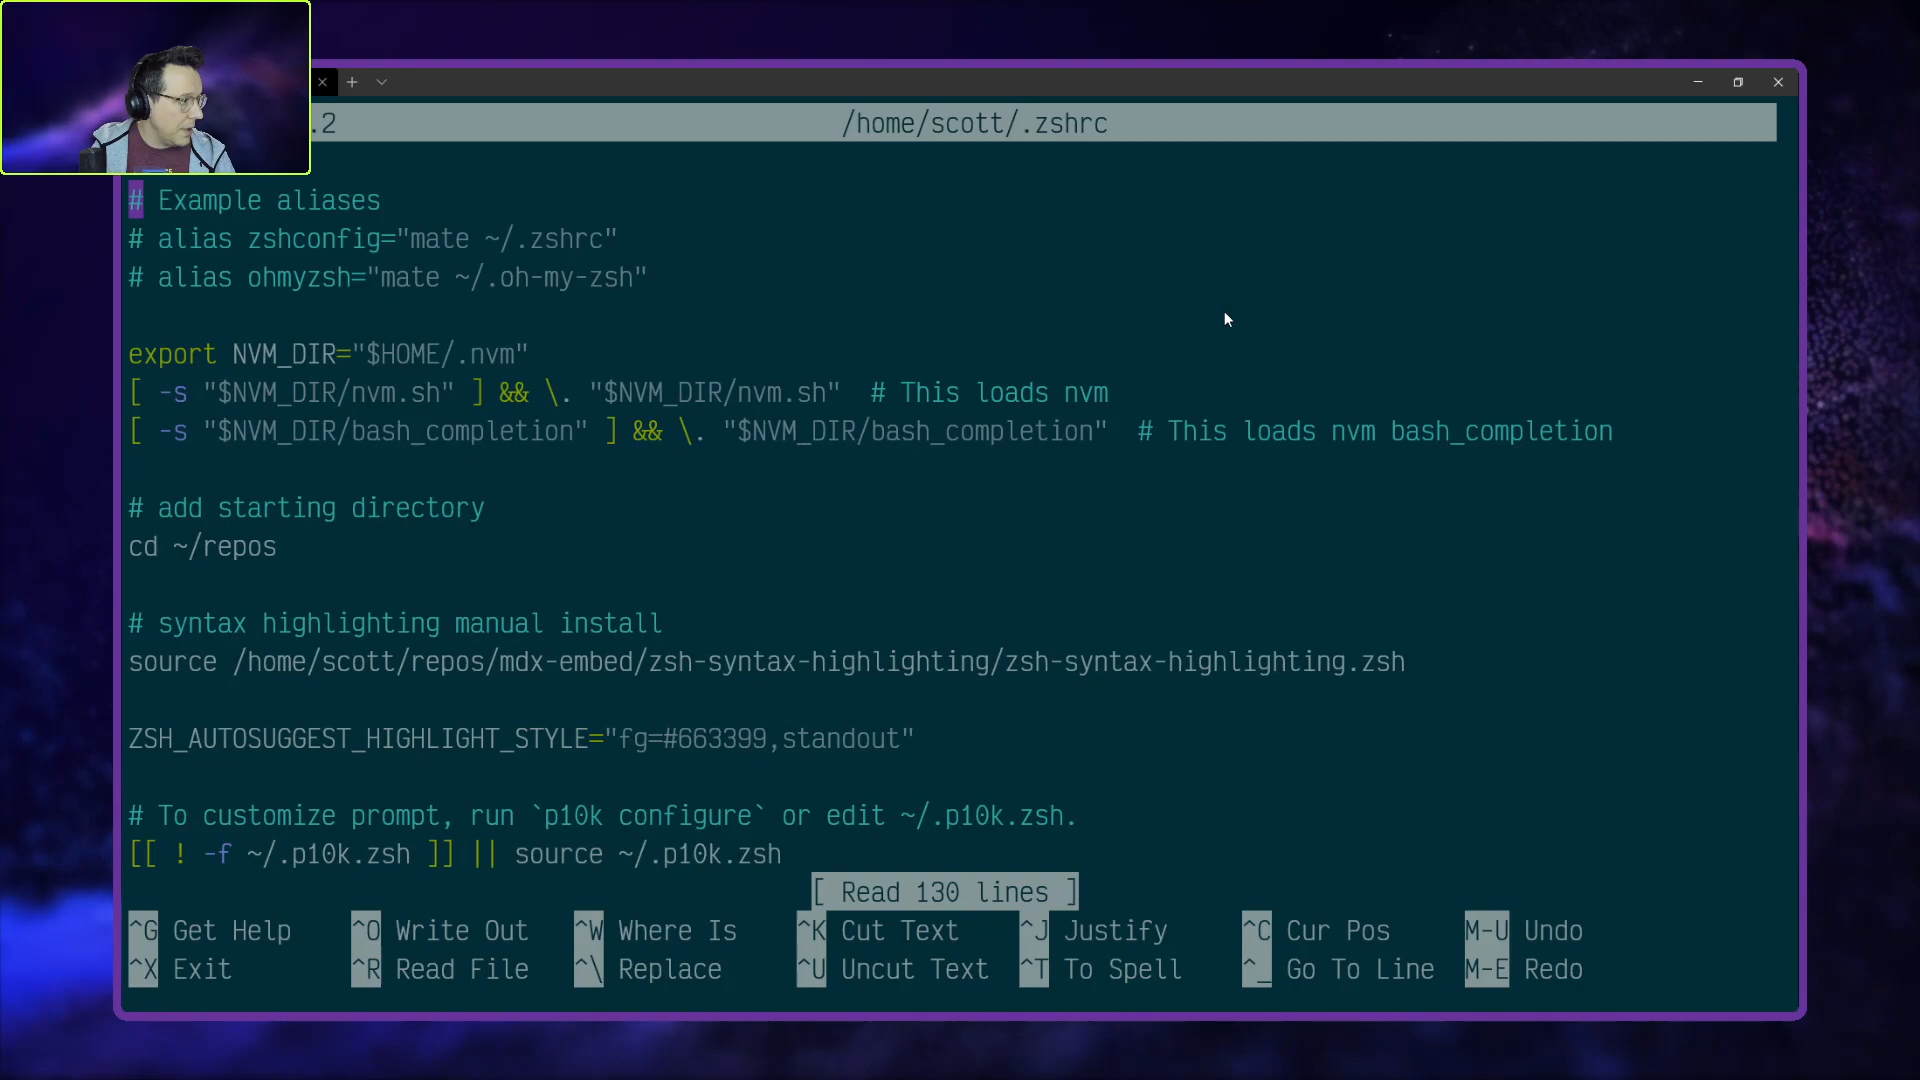 .2 /home/scott/.zshrc
# Example aliases
# alias zshconfig="mate ~/.zshrc"
# alias ohmyzsh="mate ~/.oh-my-zsh"
export NVM_DIR="$HOME/.nvm"
[ -s "$NVM_DIR/nvm.sh" ] && \. "$NVM_DIR/nvm.sh"  # This loads nvm
[ -s "$NVM_DIR/bash_completion" ] && \. "$NVM_DIR/bash_completion"  # This loads nvm bash_completion
# add starting directory
cd ~/repos
# syntax highlighting manual install
source /home/scott/repos/mdx-embed/zsh-syntax-highlighting/zsh-syntax-highlighting.zsh
ZSH_AUTOSUGGEST_HIGHLIGHT_STYLE="fg=#663399,standout"
# To customize prompt, run `p10k configure` or edit ~/.p10k.zsh.
[[ ! -f ~/.p10k.zsh ]] || source ~/.p10k.zsh
[ Read 130 lines ]
^G Get Help ^O Write Out ^W Where Is ^K Cut Text ^J Justify ^C Cur Pos M-U Undo
^X Exit ^R Read File ^\ Replace ^U Uncut Text ^T To Spell ^_ Go To Line M-E Redo